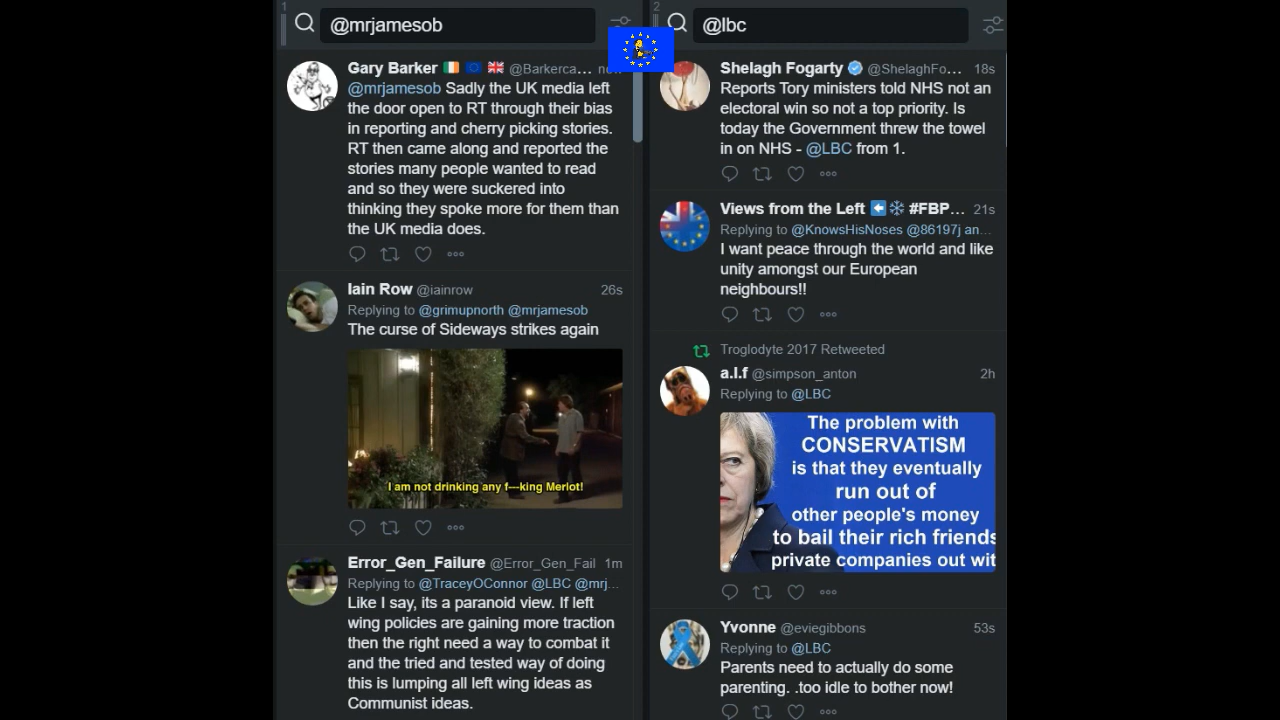 1
@mrjamesob
Gary Barker @Barkerca... now
@mrjamesob Sadly the UK media left
the door open to RT through their bias
in reporting and cherry picking stories.
RT then came along and reported the
stories many people wanted to read
and so they were suckered into
thinking they spoke more for them than
the UK media does.
Iain Row @iainrow 26s
Replying to @grimupnorth @mrjamesob
The curse of Sideways strikes again
I am not drinking any f---king Merlot!
Error_Gen_Failure @Error_Gen_Fail 1m
Replying to @TraceyOConnor @LBC @mrj...
Like I say, its a paranoid view. If left
wing policies are gaining more traction
then the right need a way to combat it
and the tried and tested way of doing
this is lumping all left wing ideas as
Communist ideas.
2
@lbc
Shelagh Fogarty @ShelaghFo... 18s
Reports Tory ministers told NHS not an
electoral win so not a top priority. Is
today the Government threw the towel
in on NHS - @LBC from 1.
Views from the Left #FBP... 21s
Replying to @KnowsHisNoses @86197j an...
I want peace through the world and like
unity amongst our European
neighbours!!
Troglodyte 2017 Retweeted
a.l.f @simpson_anton 2h
Replying to @LBC
The problem with
CONSERVATISM
is that they eventually
run out of
other people's money
to bail their rich friends
private companies out wit
Yvonne @eviegibbons 53s
Replying to @LBC
Parents need to actually do some
parenting. .too idle to bother now!